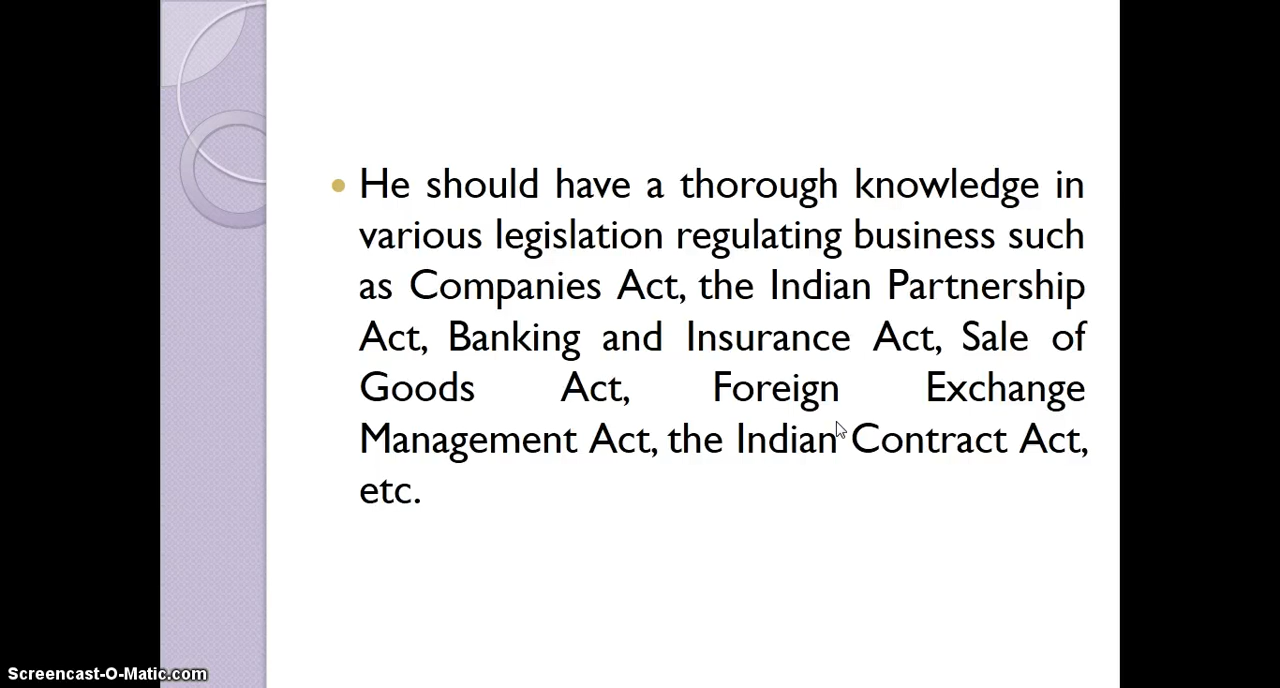 • He should have a thorough knowledge in
various legislation regulating business such
as Companies Act, the Indian Partnership
Act, Banking and Insurance Act, Sale of
Goods Act, Foreign Exchange
Management Act, the Indian Contract Act,
etc.
Screencast-O-Matic.com